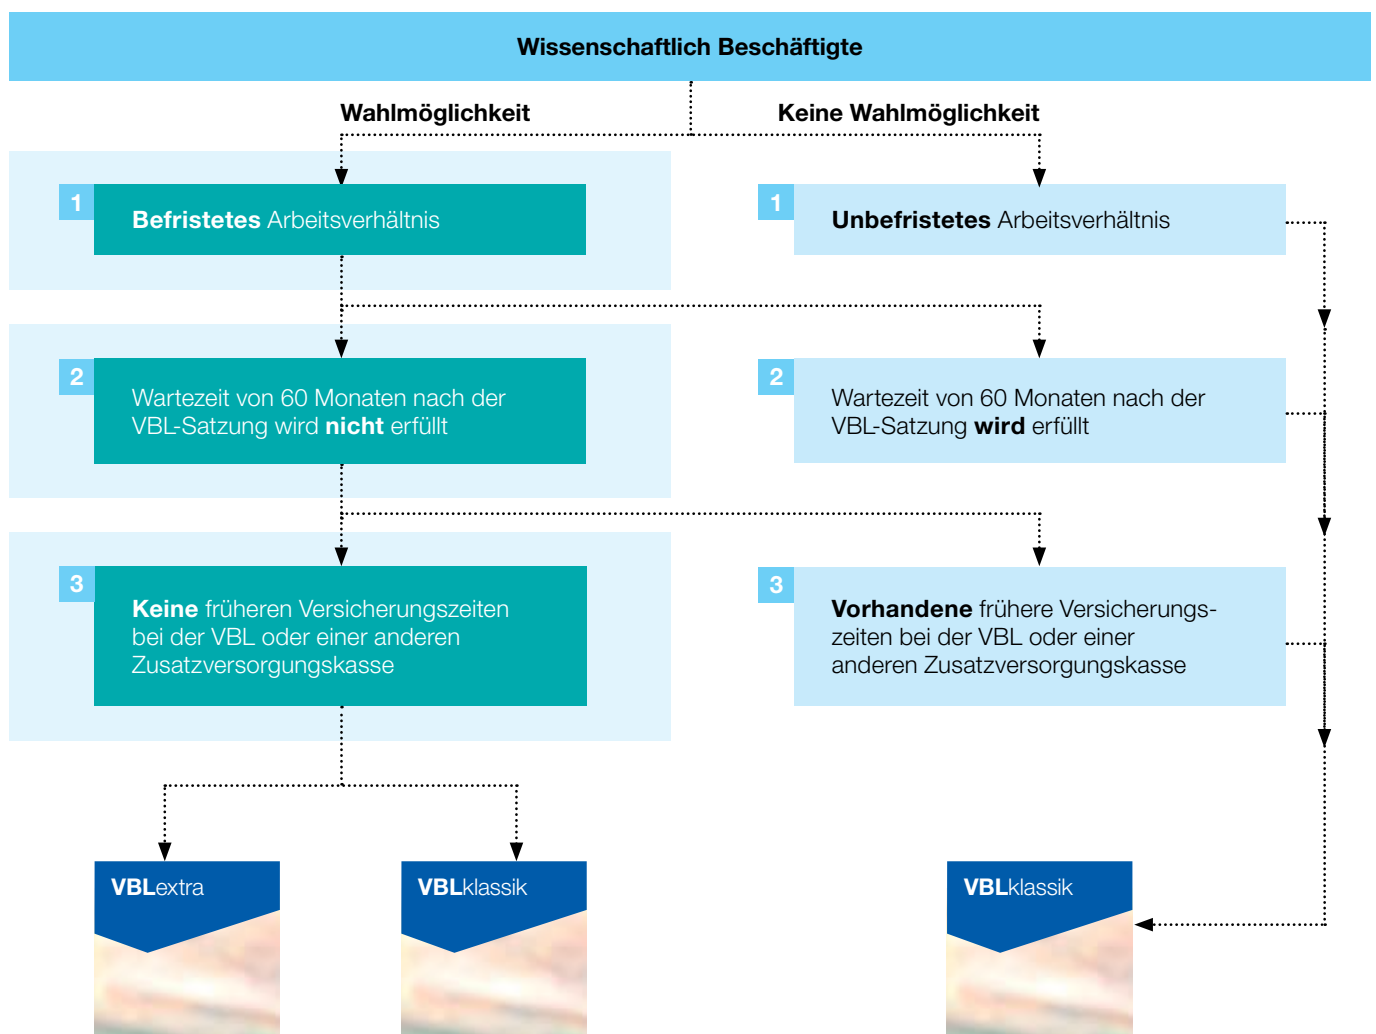 Wissenschaftlich Beschäftigte
Wahlmöglichkeit
Keine Wahlmöglichkeit
1
Befristetes Arbeitsverhältnis
1
Unbefristetes Arbeitsverhältnis
2
Wartezeit von 60 Monaten nach der
VBL-Satzung wird nicht erfüllt
2
Wartezeit von 60 Monaten nach der
VBL-Satzung wird erfüllt
3
Keine früheren Versicherungszeiten
bei der VBL oder einer anderen
Zusatzversorgungskasse
3
Vorhandene frühere Versicherungs-
zeiten bei der VBL oder einer
anderen Zusatzversorgungskasse
VBLextra
VBLklassik
VBLklassik